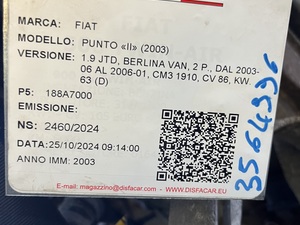 MARCA: FIAT
MODELLO: PUNTO «II» (2003)
VERSIONE: 1.9 JTD, BERLINA VAN, 2 P., DAL 2003-
06 AL 2006-01, CM3 1910, CV 86, KW.
63 (D)
P5: 188A7000
EMISSIONE:
NS: 2460/2024
DATA:25/10/2024 09:14:00
ANNO IMM: 2003
E-mail: magazzino@disfacar.com
www.DISFACAR.EU
3564996